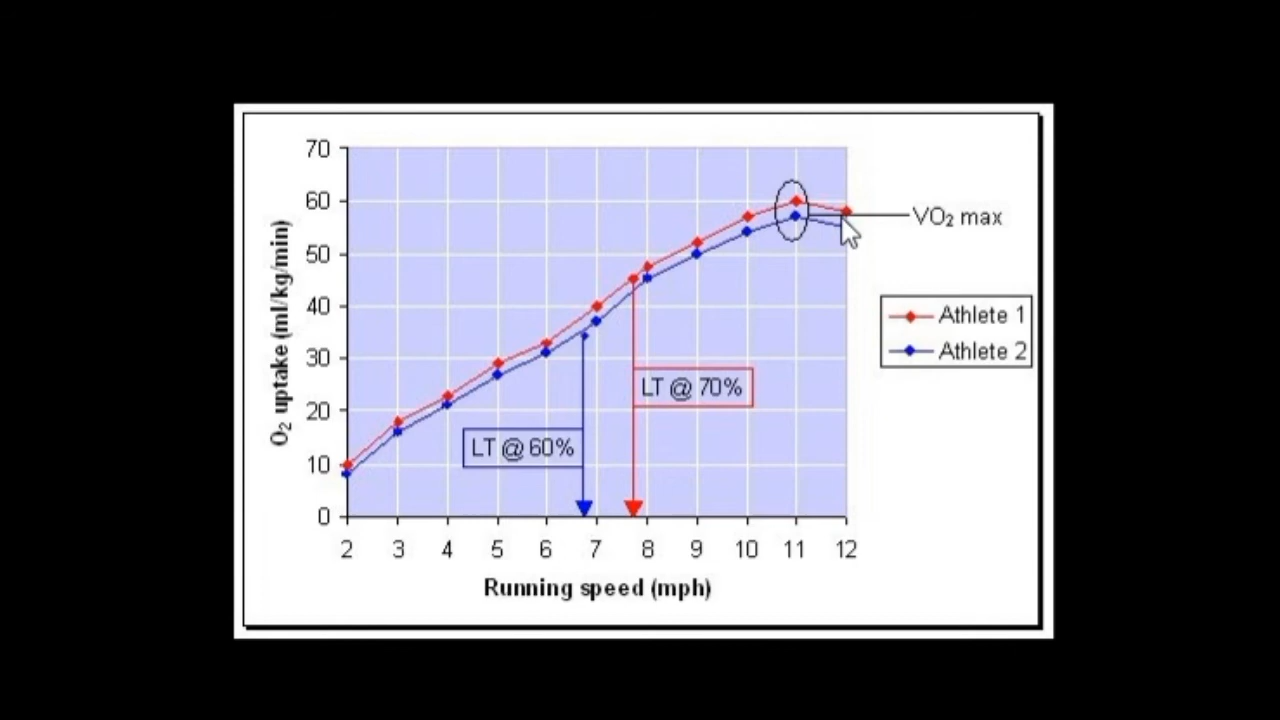 70
60
50
40
30
20
10
0
O₂ uptake (ml/kg/min)
VO₂ max
Athlete 1
Athlete 2
LT @ 70%
LT @ 60%
2 3 4 5 6 7 8 9 10 11 12
Running speed (mph)